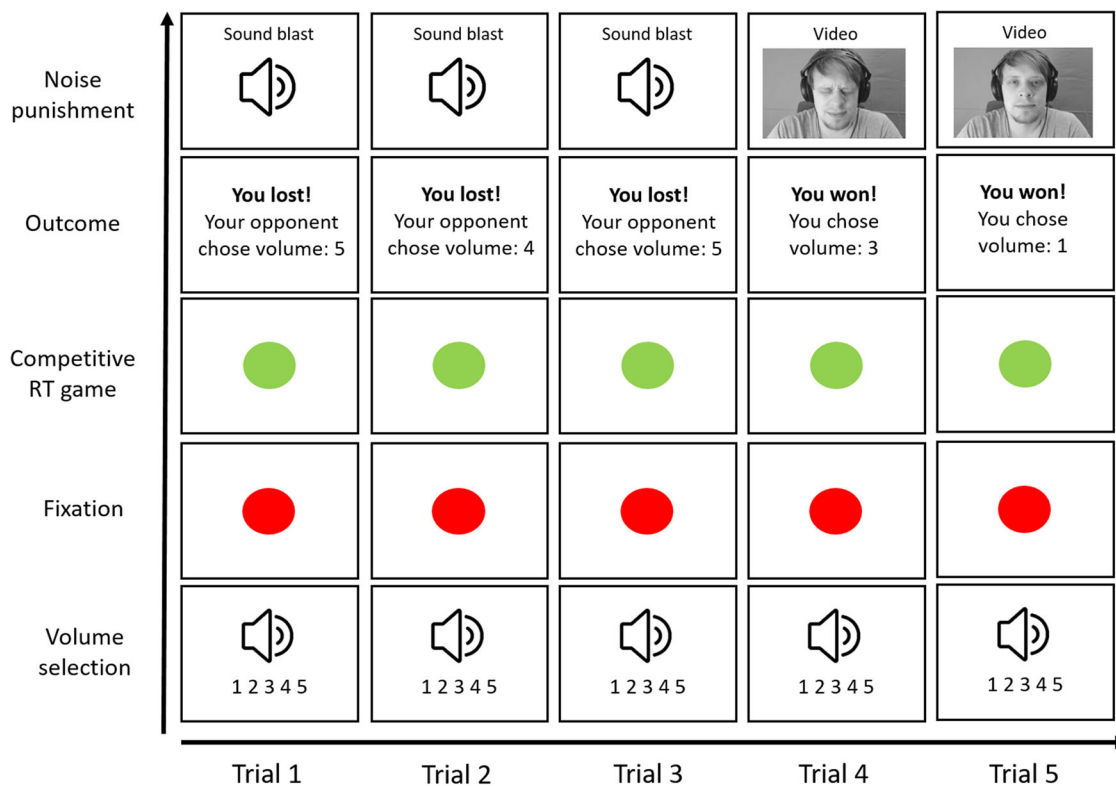 Noise
punishment
Sound blast
Sound blast
Sound blast
Video
Video
Outcome
You lost!
Your opponent
chose volume: 5
You lost!
Your opponent
chose volume: 4
You lost!
Your opponent
chose volume: 5
You won!
You chose
volume: 3
You won!
You chose
volume: 1
Competitive
RT game
Fixation
Volume
selection
1 2 3 4 5
1 2 3 4 5
1 2 3 4 5
1 2 3 4 5
1 2 3 4 5
Trial 1
Trial 2
Trial 3
Trial 4
Trial 5